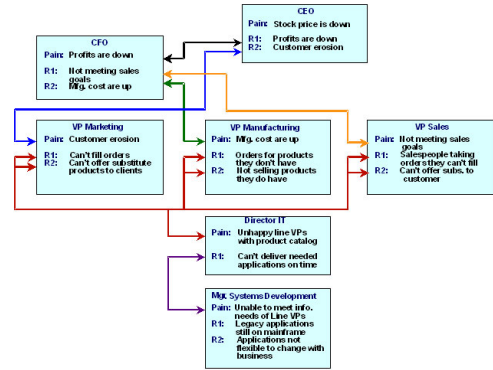 CEO
Pain: Stock price is down
R1: Profits are down
R2: Customer erosion
CFO
Pain: Profits are down
R1: Not meeting sales
goals
R2: Mfg. cost are up
VP Marketing
Pain: Customer erosion
R1: Can't fill orders
R2: Can't offer substitute
products to clients
VP Manufacturing
Pain: Mfg. cost are up
R1: Orders for products
they don't have
R2: Not selling products
they do have
VP Sales
Pain: Not meeting sales
goals
R1: Salespeople taking
orders they can't fill
R2: Can't offer subs. to
customer
Director IT
Pain: Unhappy line VPs
with product catalog
R1: Can't deliver needed
applications on time
Mgr. Systems Development
Pain: Unable to meet info.
needs of Line VPs
R1: Legacy applications
still on mainframe
R2: Applications not
flexible to change with
business